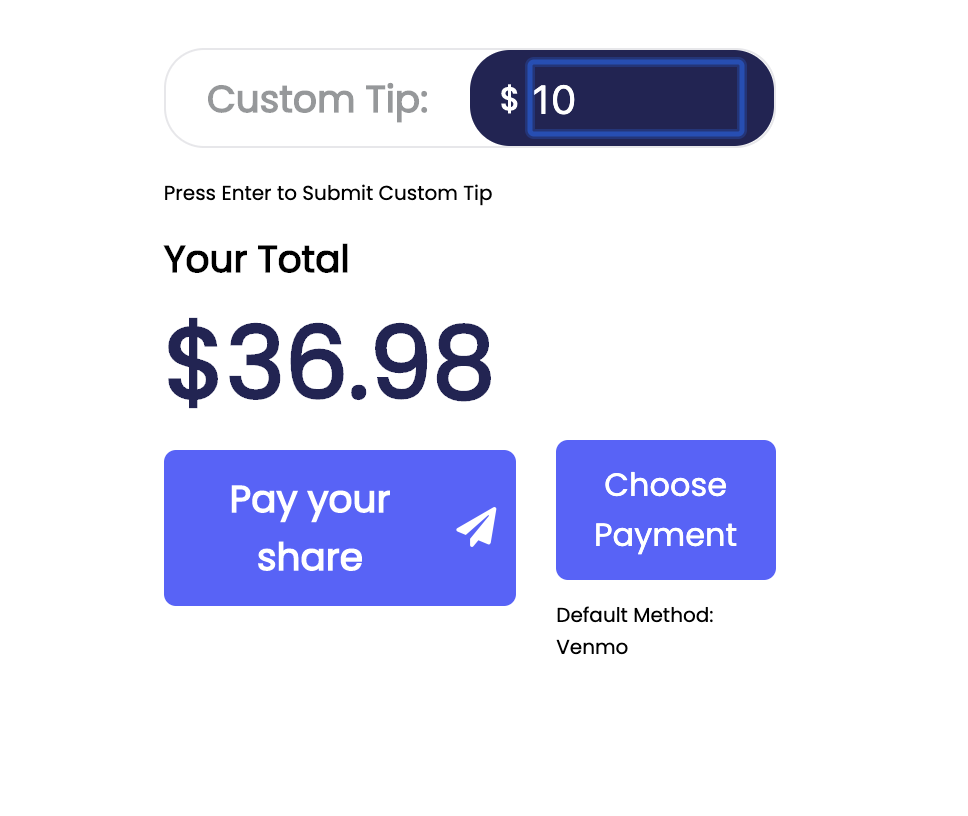 Custom Tip: $ 10
Press Enter to Submit Custom Tip
Your Total
$36.98
Pay your
share
Choose
Payment
Default Method:
Venmo